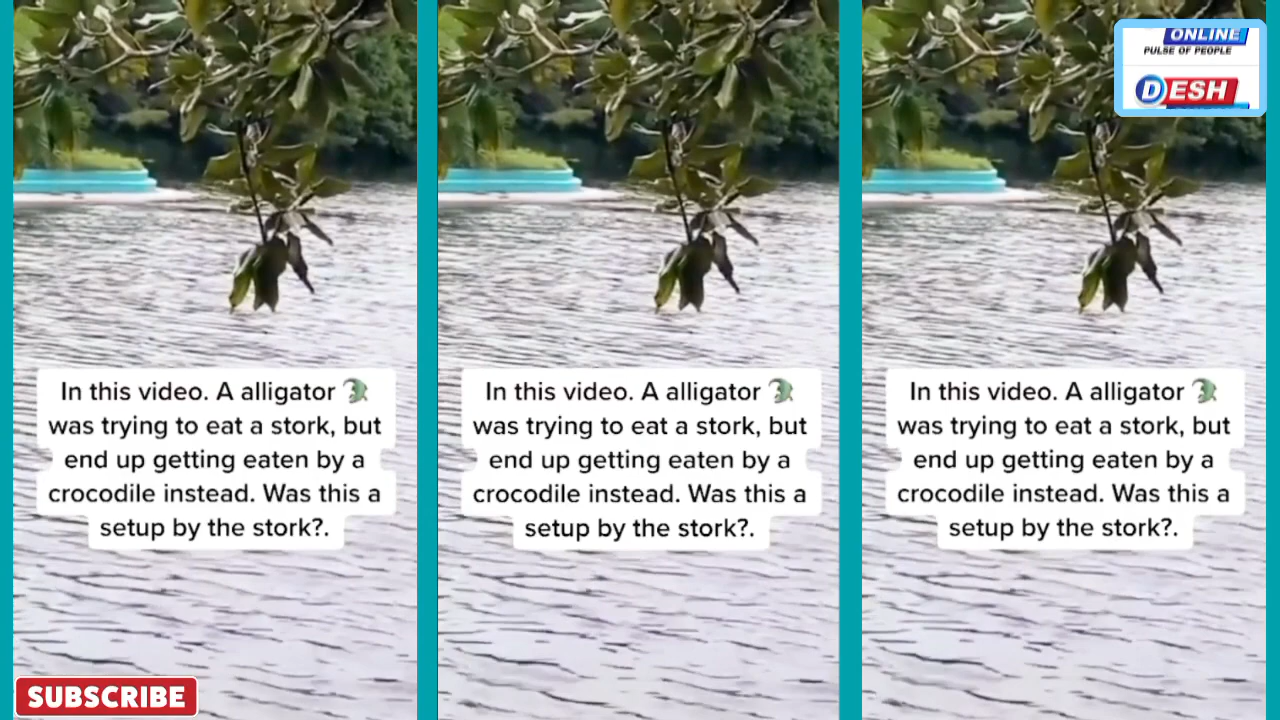 ONLINE
PULSE OF PEOPLE
DESH
In this video. A alligator 🐊
was trying to eat a stork, but
end up getting eaten by a
crocodile instead. Was this a
setup by the stork?.
In this video. A alligator 🐊
was trying to eat a stork, but
end up getting eaten by a
crocodile instead. Was this a
setup by the stork?.
In this video. A alligator 🐊
was trying to eat a stork, but
end up getting eaten by a
crocodile instead. Was this a
setup by the stork?.
SUBSCRIBE